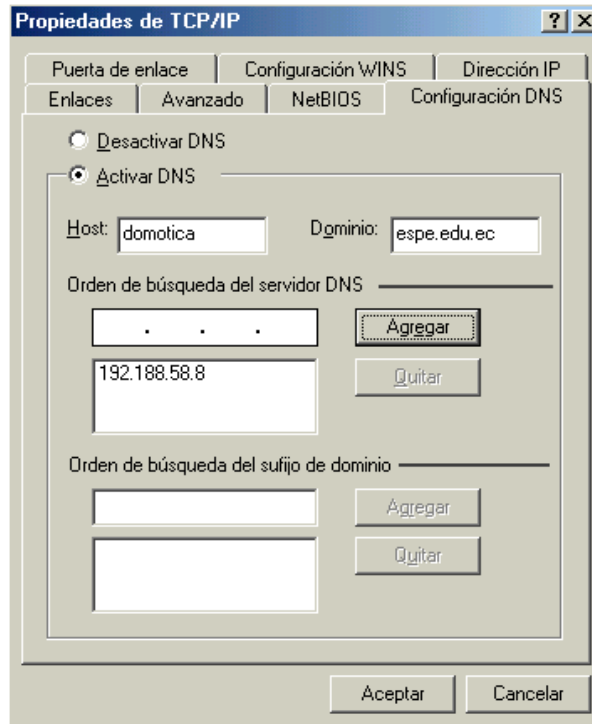 Propiedades de TCP/IP
Puerta de enlace Configuración WINS Dirección IP
Enlaces Avanzado NetBIOS Configuración DNS
Desactivar DNS
Activar DNS
Host: domotica Dominio: espe.edu.ec
Orden de búsqueda del servidor DNS
. . . Agregar
192.188.58.8 Quitar
Orden de búsqueda del sufijo de dominio
Agregar
Quitar
Aceptar Cancelar